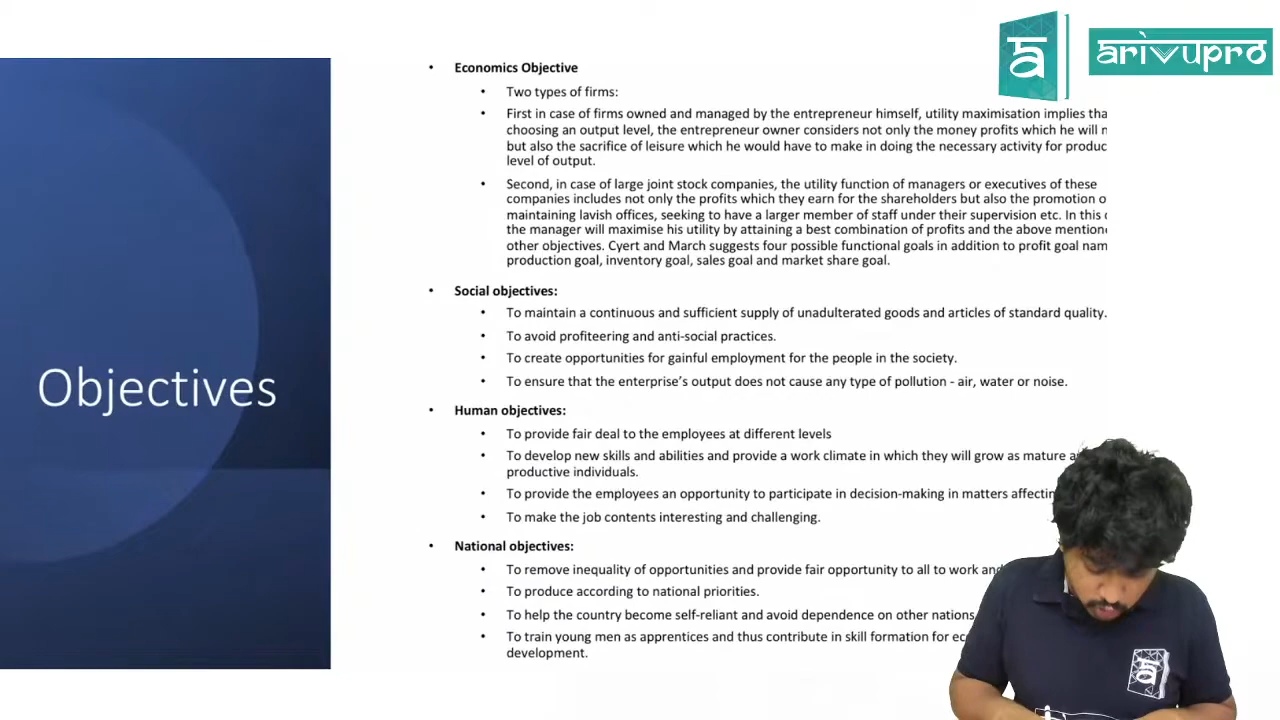 arivupro
Objectives
• Economics Objective
• Two types of firms:
• First in case of firms owned and managed by the entrepreneur himself, utility maximisation implies
choosing an output level, the entrepreneur owner considers not only the money profits which he will
but also the sacrifice of leisure which he would have to make in doing the necessary activity for
level of output.
• Second, in case of large joint stock companies, the utility function of managers or executives of these
companies includes not only the profits which they earn for the shareholders but also the promotion
maintaining lavish offices, seeking to have a larger member of staff under their supervision etc. In this
the manager will maximise his utility by attaining a best combination of profits and the above
other objectives. Cyert and March suggests four possible functional goals in addition to profit goal
production goal, inventory goal, sales goal and market share goal.
• Social objectives:
• To maintain a continuous and sufficient supply of unadulterated goods and articles of standard quality.
• To avoid profiteering and anti-social practices.
• To create opportunities for gainful employment for the people in the society.
• To ensure that the enterprise's output does not cause any type of pollution - air, water or noise.
• Human objectives:
• To provide fair deal to the employees at different levels
• To develop new skills and abilities and provide a work climate in which they will grow as mature
productive individuals.
• To provide the employees an opportunity to participate in decision-making in matters
• To make the job contents interesting and challenging.
• National objectives:
• To remove inequality of opportunities and provide fair opportunity to all to work
• To produce according to national priorities.
• To help the country become self-reliant and avoid dependence on other nations
• To train young men as apprentices and thus contribute in skill formation for
development.